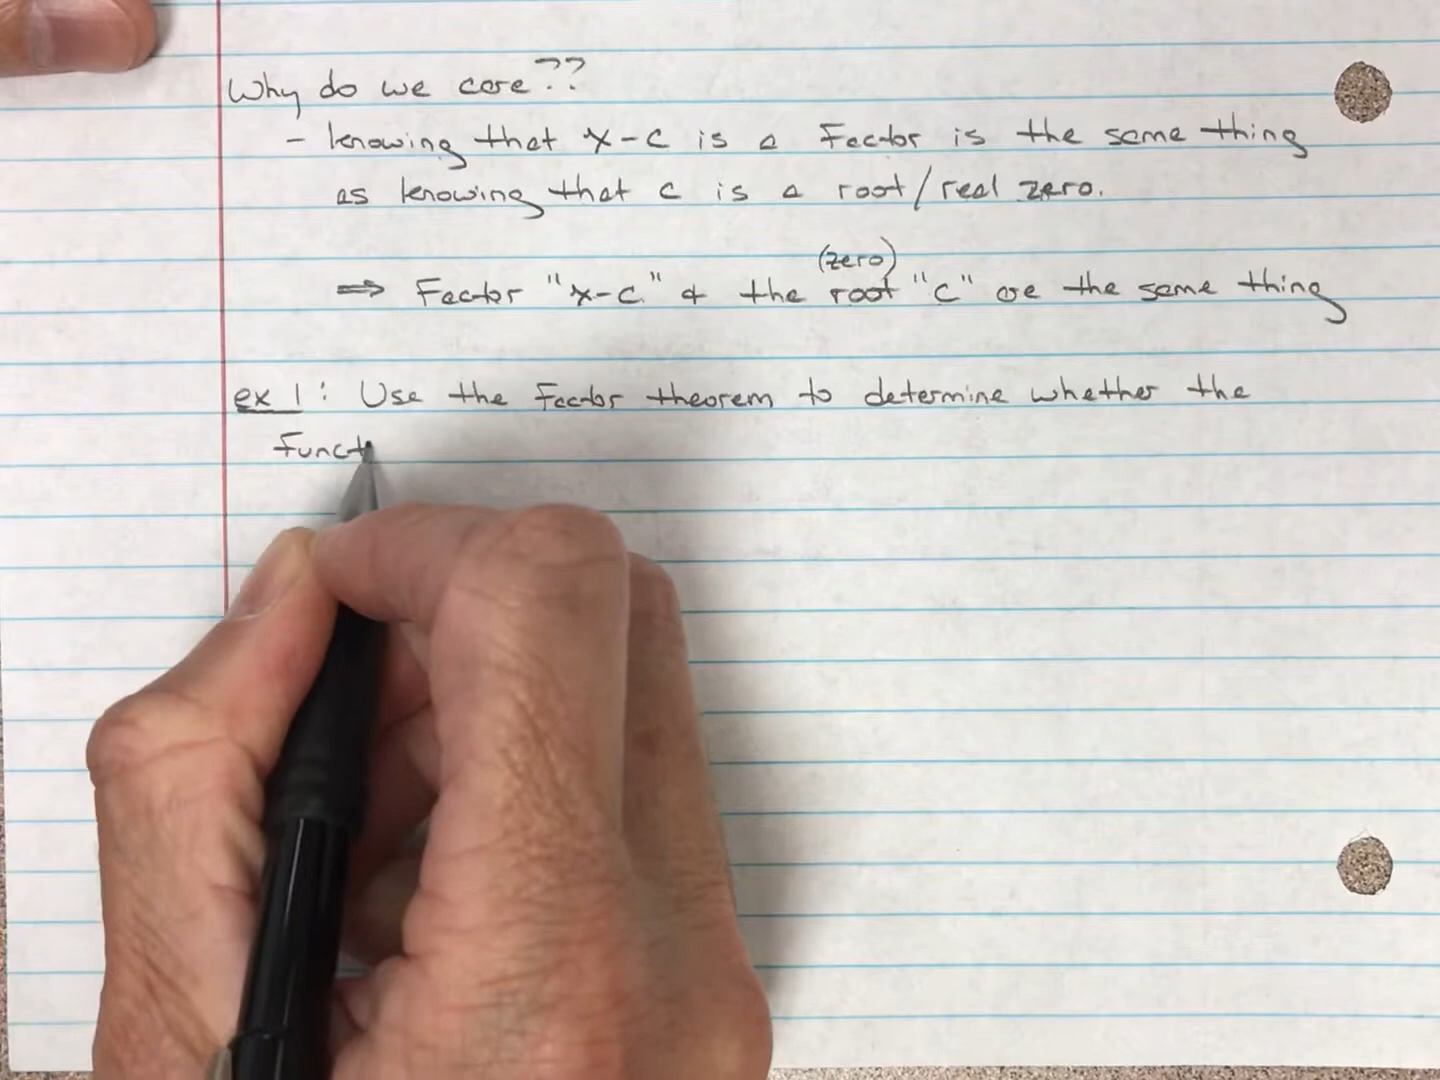 Why do we care??
- knowing that x-c is a Factor is the same thing
as knowing that c is a root/real zero.
(zero)
⇒ Factor "x-c" & the root "c" are the same thing
ex 1: Use the Factor theorem to determine whether the
Funct